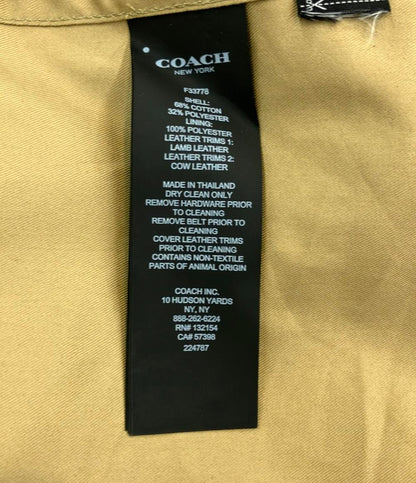 COACH
NEW YORK
F33778
SHELL:
68% COTTON
32% POLYESTER
LINING:
100% POLYESTER
LEATHER TRIMS 1:
LAMB LEATHER
LEATHER TRIMS 2:
COW LEATHER
MADE IN THAILAND
DRY CLEAN ONLY
REMOVE HARDWARE PRIOR
TO CLEANING
REMOVE BELT PRIOR TO
CLEANING
COVER LEATHER TRIMS
PRIOR TO CLEANING
CONTAINS NON-TEXTILE
PARTS OF ANIMAL ORIGIN
COACH INC.
10 HUDSON YARDS
NY, NY
888-262-6224
RN# 132154
CA# 57398
224787